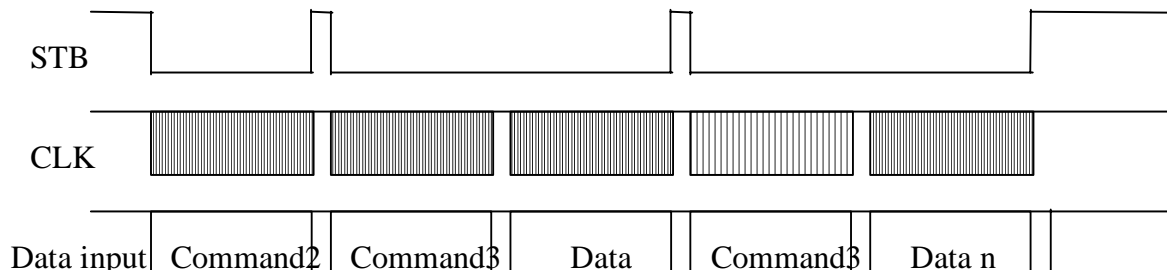 STB
CLK
Data input Command2 Command3 Data Command3 Data n